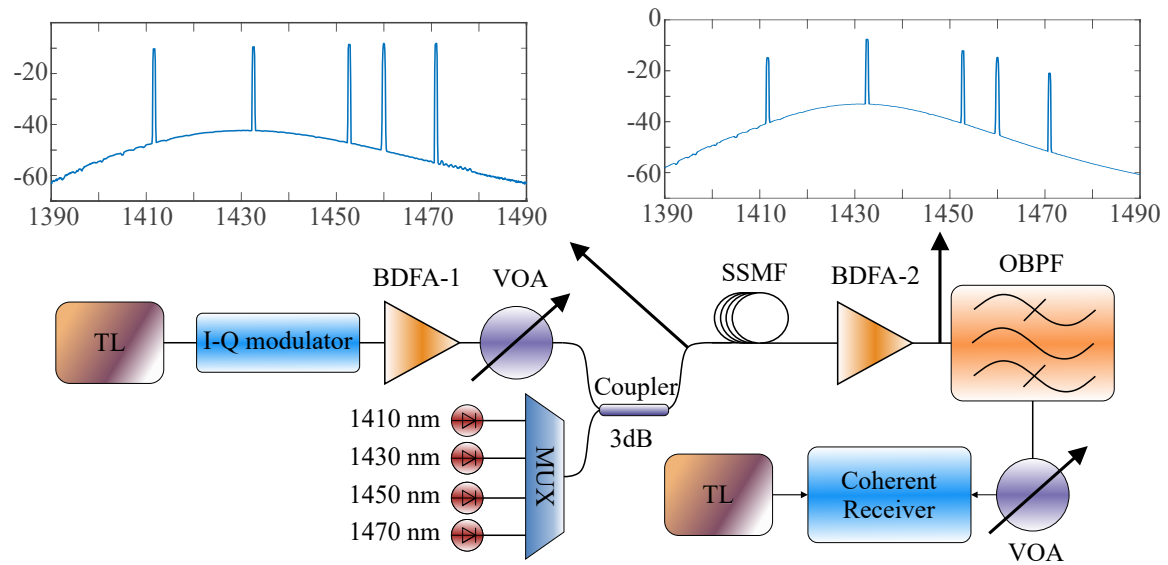 -20
-40
-60
1390 1410 1430 1450 1470 1490
0
-20
-40
-60
1390 1410 1430 1450 1470 1490
BDFA-1
VOA
SSMF
BDFA-2
OBPF
TL
I-Q modulator
Coupler
3dB
1410 nm
1430 nm
1450 nm
1470 nm
MUX
TL
Coherent
Receiver
VOA